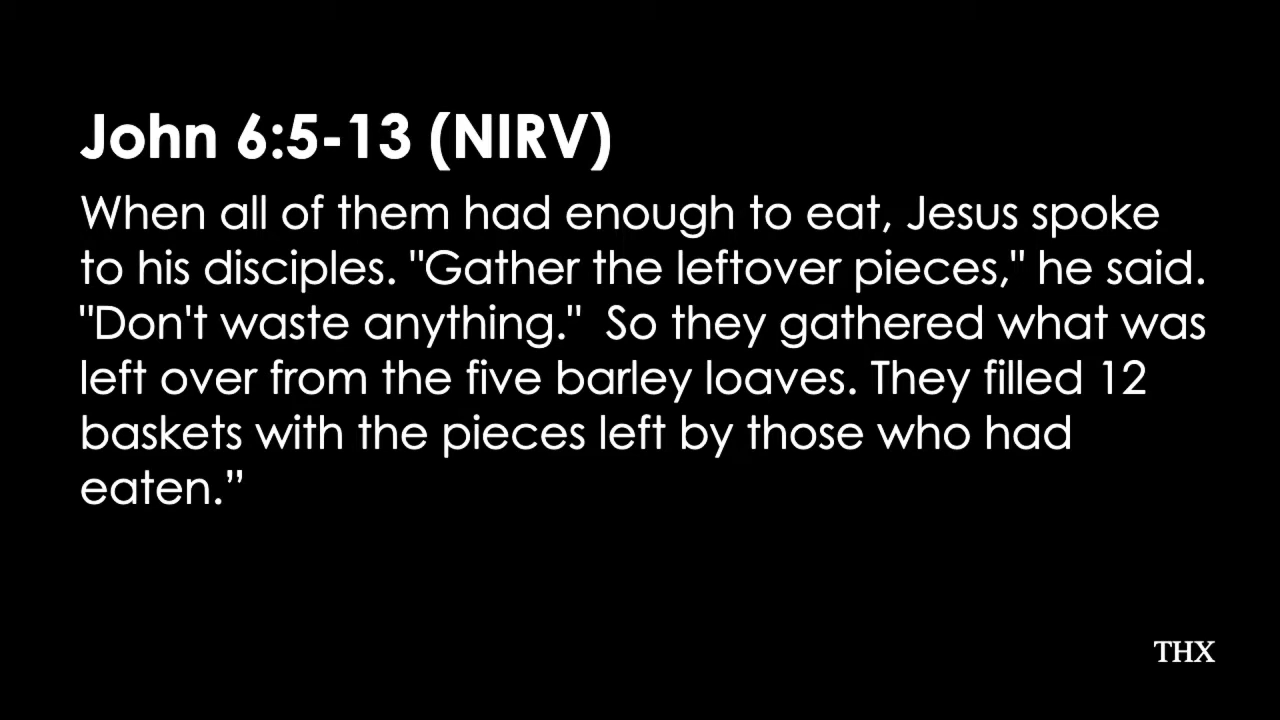 John 6:5-13 (NIRV)
When all of them had enough to eat, Jesus spoke
to his disciples. "Gather the leftover pieces," he said.
"Don't waste anything."  So they gathered what was
left over from the five barley loaves. They filled 12
baskets with the pieces left by those who had
eaten.”
THX